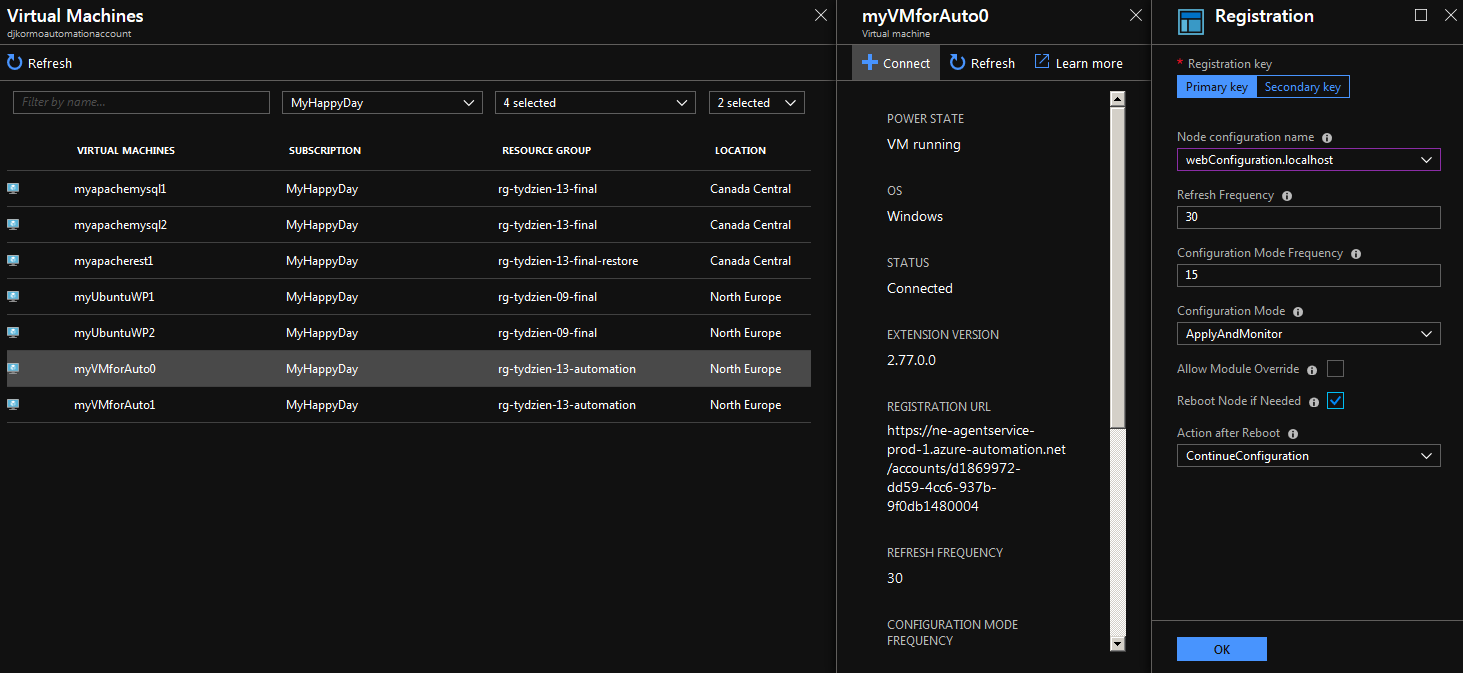 Virtual Machines
djkormoautomationaccount
Refresh
Filter by name...
MyHappyDay
4 selected
2 selected
VIRTUAL MACHINES SUBSCRIPTION RESOURCE GROUP LOCATION
myapachemysql1 MyHappyDay rg-tydzien-13-final Canada Central
myapachemysql2 MyHappyDay rg-tydzien-13-final Canada Central
myapacherest1 MyHappyDay rg-tydzien-13-final-restore Canada Central
myUbuntuWP1 MyHappyDay rg-tydzien-09-final North Europe
myUbuntuWP2 MyHappyDay rg-tydzien-09-final North Europe
myVMforAuto0 MyHappyDay rg-tydzien-13-automation North Europe
myVMforAuto1 MyHappyDay rg-tydzien-13-automation North Europe
myVMforAuto0
Virtual machine
Connect Refresh Learn more
POWER STATE
VM running
OS
Windows
STATUS
Connected
EXTENSION VERSION
2.77.0.0
REGISTRATION URL
https://ne-agentservice-
prod-1.azure-automation.net
/accounts/d1869972-
dd59-4cc6-937b-
9f0db1480004
REFRESH FREQUENCY
30
CONFIGURATION MODE
FREQUENCY
Registration
* Registration key
Primary key Secondary key
Node configuration name
webConfiguration.localhost
Refresh Frequency
30
Configuration Mode Frequency
15
Configuration Mode
ApplyAndMonitor
Allow Module Override
Reboot Node if Needed
Action after Reboot
ContinueConfiguration
OK